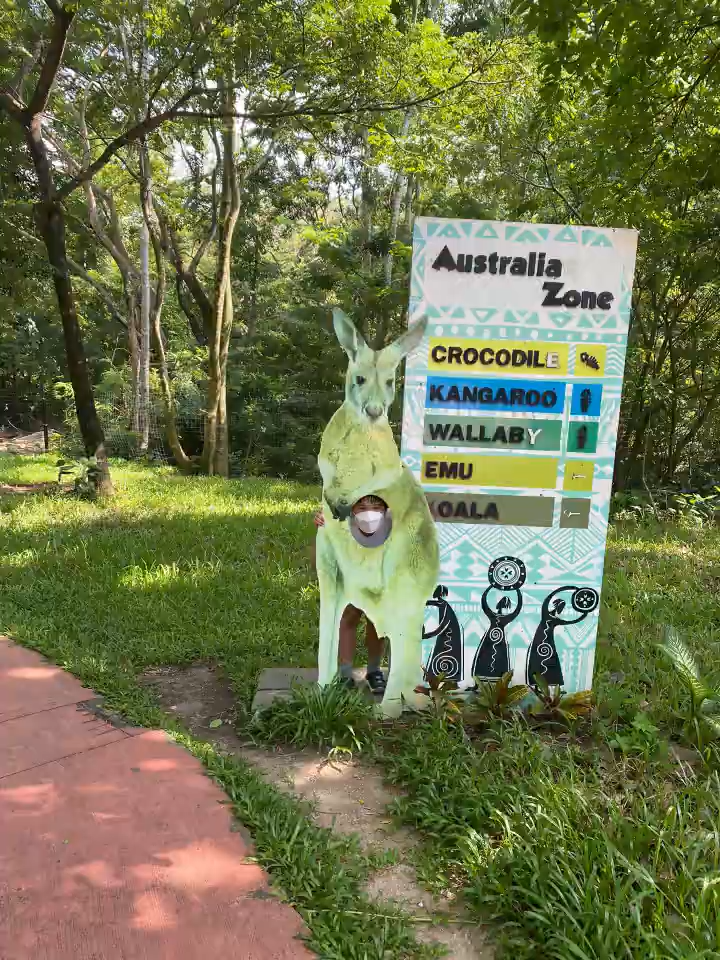 Australia
Zone
CROCODILE
KANGAROO
WALLABY
EMU
KOALA